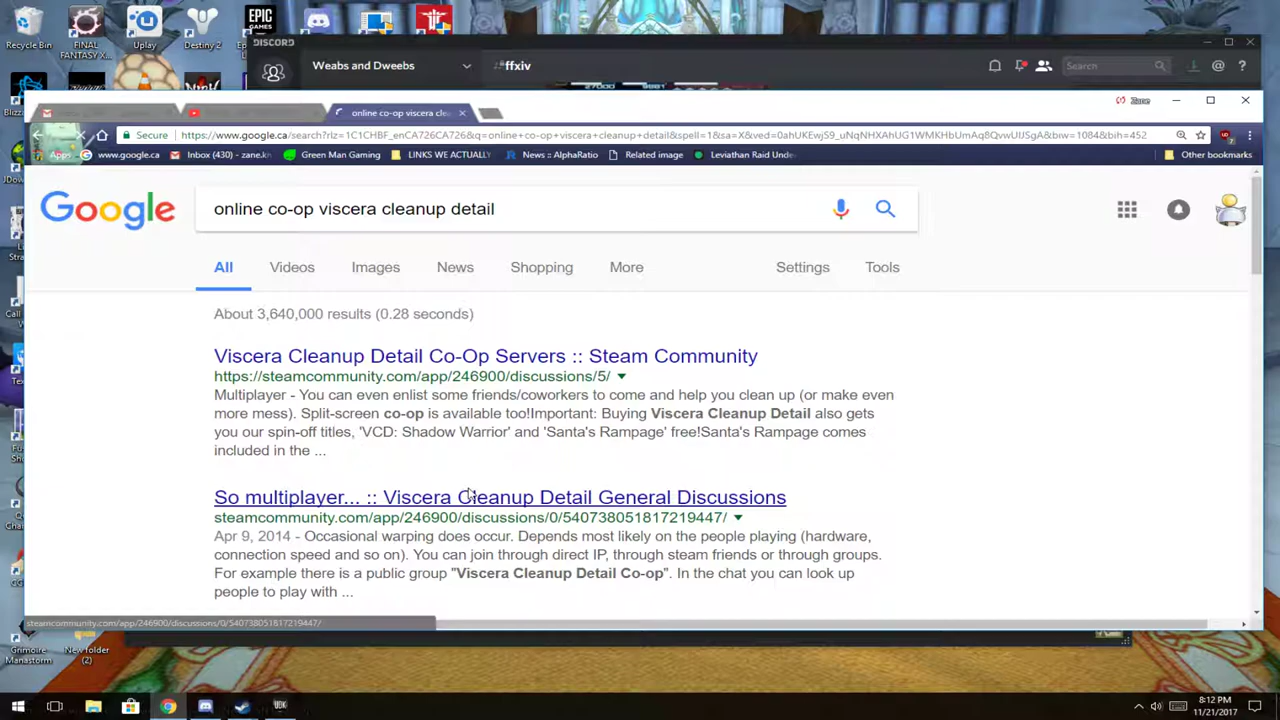 Recycle Bin
FINAL
FANTASY X...
Uplay
Destiny 2
EPIC
GAMES
DISCORD
Weabs and Dweebs
ffxiv
Search
Zane
online co-op viscera cle
Secure
https://www.google.ca/search?rlz=1C1CHBF_enCA726CA726&q=online+co+op+viscera+cleanup+detail&spell=1&sa=X&ved=0ahUKEwjS9_uNqNHXAhUG1WMKHbUmAq8QvwUIJSgA&biw=1084&bih=452
Apps
www.google.ca
Inbox (430) - zane.kh
Green Man Gaming
LINKS WE ACTUALLY
News :: AlphaRatio
Related image
Leviathan Raid Unde
Other bookmarks
Google
online co-op viscera cleanup detail
All
Videos
Images
News
Shopping
More
Settings
Tools
About 3,640,000 results (0.28 seconds)
Viscera Cleanup Detail Co-Op Servers :: Steam Community
https://steamcommunity.com/app/246900/discussions/5/
Multiplayer - You can even enlist some friends/coworkers to come and help you clean up (or make even
more mess). Split-screen co-op is available too!Important: Buying Viscera Cleanup Detail also gets
you our spin-off titles, 'VCD: Shadow Warrior' and 'Santa's Rampage' free!Santa's Rampage comes
included in the ...
So multiplayer... :: Viscera Cleanup Detail General Discussions
steamcommunity.com/app/246900/discussions/0/540738051817219447/
Apr 9, 2014 - Occasional warping does occur. Depends most likely on the people playing (hardware,
connection speed and so on). You can join through direct IP, through steam friends or through groups.
For example there is a public group "Viscera Cleanup Detail Co-op". In the chat you can look up
people to play with ...
steamcommunity.com/app/246900/discussions/0/540738051817219447/
Grimoire
Manastorm
New folder
(2)
8:12 PM
11/21/2017